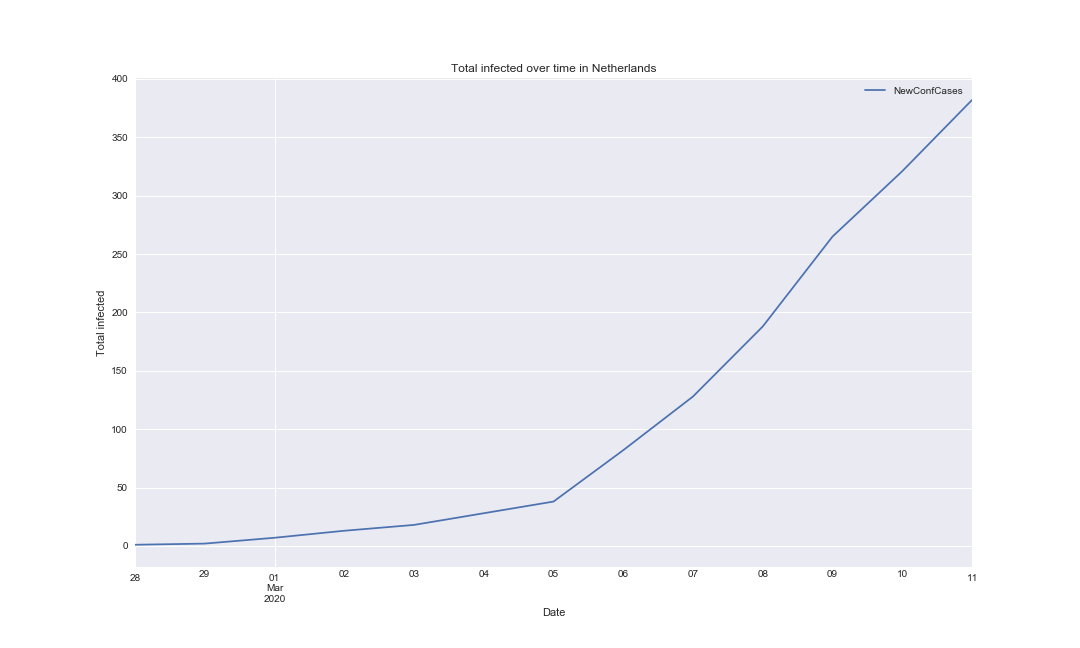 Total infected over time in Netherlands
NewConfCases
400
350
300
250
200
150
100
50
0
Total infected
28 29 01 02 03 04 05 06 07 08 09 10 11
Mar
2020
Date